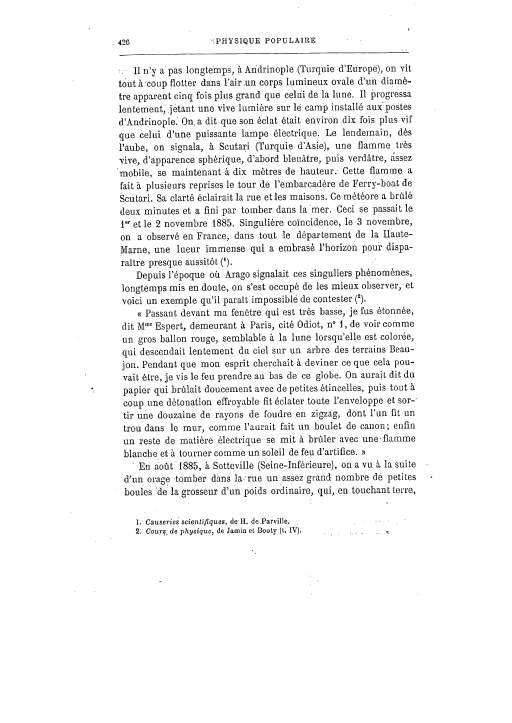 426 PHYSIQUE POPULAIRE
Il n'y a pas longtemps, à Andrinople (Turquie d'Europe), on vit
tout à coup flotter dans l'air un corps lumineux ovale d'un diamè-
tre apparent cinq fois plus grand que celui de la lune. Il progressa
lentement, jetant une vive lumière sur le camp installé aux postes
d'Andrinople. On a dit que son éclat était environ dix fois plus vif
que celui d'une puissante lampe électrique. Le lendemain, dès
l'aube, on signala, à Scutari (Turquie d'Asie), une flamme très
vive, d'apparence sphérique, d'abord bleuâtre, puis verdâtre, assez
mobile, se maintenant à dix mètres de hauteur. Cette flamme a
fait à plusieurs reprises le tour de l'embarcadère de Ferry-boat de
Scutari. Sa clarté éclairait la rue et les maisons. Ce météore a brûlé
deux minutes et a fini par tomber dans la mer. Ceci se passait le
1er et le 2 novembre 1885. Singulière coïncidence, le 3 novembre,
on a observé en France, dans tout le département de la Haute-
Marne, une lueur immense qui a embrasé l'horizon pour dispa-
raître presque aussitôt (1).
Depuis l'époque où Arago signalait ces singuliers phénomènes,
longtemps mis en doute, on s'est occupé de les mieux observer, et
voici un exemple qu'il paraît impossible de contester (2).
« Passant devant ma fenêtre qui est très basse, je fus étonnée,
dit Mme Espert, demeurant à Paris, cité Odiot, n° 1, de voir comme
un gros ballon rouge, semblable à la lune lorsqu'elle est colorée,
qui descendait lentement du ciel sur un arbre des terrains Beau-
jon. Pendant que mon esprit cherchait à deviner ce que cela pou-
vait être, je vis le feu prendre au bas de ce globe. On aurait dit du
papier qui brûlait doucement avec de petites étincelles, puis tout à
coup une détonation effroyable fit éclater toute l'enveloppe et sor-
tir une douzaine de rayons de foudre en zigzag, dont l'un fit un
trou dans le mur, comme l'aurait fait un boulet de canon; enfin
un reste de matière électrique se mit à brûler avec une flamme
blanche et à tourner comme un soleil de feu d'artifice. »
En août 1885, à Sotteville (Seine-Inférieure), on a vu à la suite
d'un orage tomber dans la rue un assez grand nombre de petites
boules de la grosseur d'un poids ordinaire, qui, en touchant terre,
1. Causeries scientifiques, de H. de Parville.
2. Cours de physique, de Jamin et Bouty (t. IV).